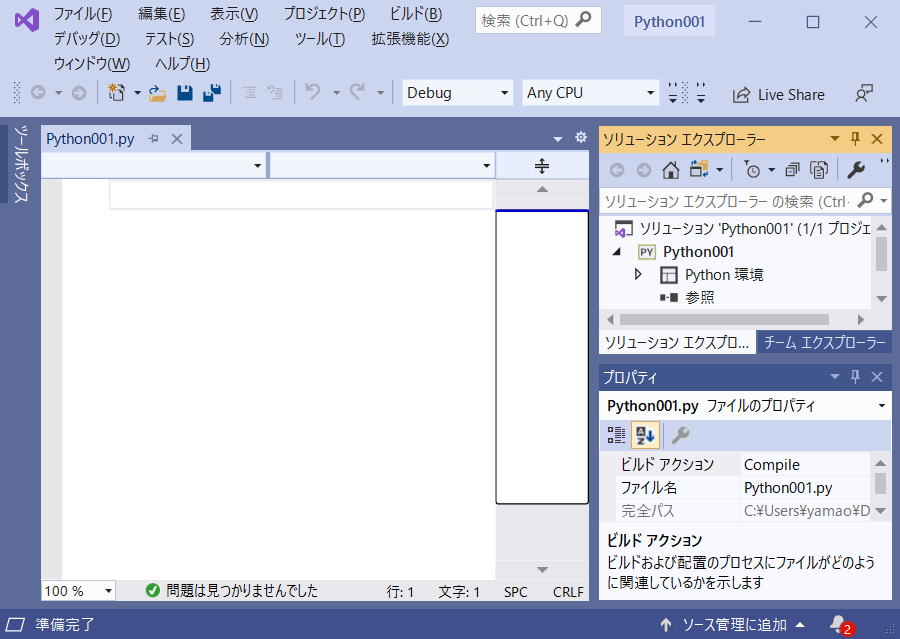 ファイル(F) 編集(E) 表示(V) プロジェクト(P) ビルド(B)
デバッグ(D) テスト(S) 分析(N) ツール(T) 拡張機能(X)
ウィンドウ(W) ヘルプ(H)
検索 (Ctrl+Q)
Python001
Debug Any CPU Live Share
ツールボックス
Python001.py
ソリューション エクスプローラー
ソリューション エクスプローラー の検索 (Ctrl-
ソリューション 'Python001' (1/1 プロジェ
PY Python001
Python 環境
参照
ソリューション エクスプロ... チーム エクスプローラー
プロパティ
Python001.py ファイルのプロパティ
ビルド アクション Compile
ファイル名 Python001.py
完全パス C:¥Users¥yamao¥D
ビルド アクション
ビルドおよび配置のプロセスにファイルがどのよう
に関連しているかを示します
100 % 問題は見つかりませんでした 行: 1 文字: 1 SPC CRLF
準備完了 ソース管理に追加 2